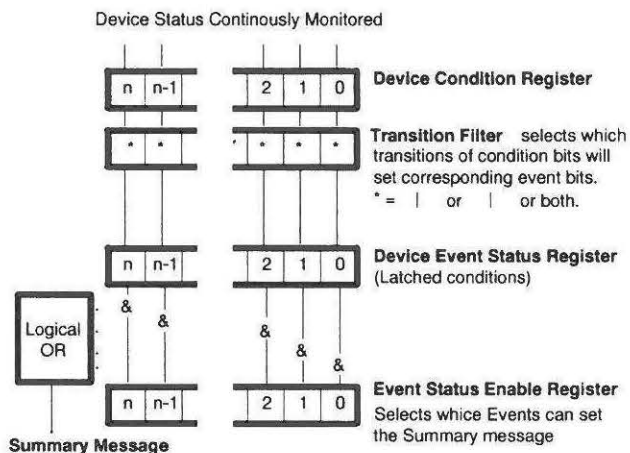 Device Status Continously Monitored
n n-1 2 1 0
Device Condition Register
* * * * * *
Transition Filter selects which
transitions of condition bits will
set corresponding event bits.
* = | or | or both.
n n-1 2 1 0
Device Event Status Register
(Latched conditions)
& & & & &
Logical
OR
n n-1 2 1 0
Event Status Enable Register
Selects whice Events can set
the Summary message
Summary Message